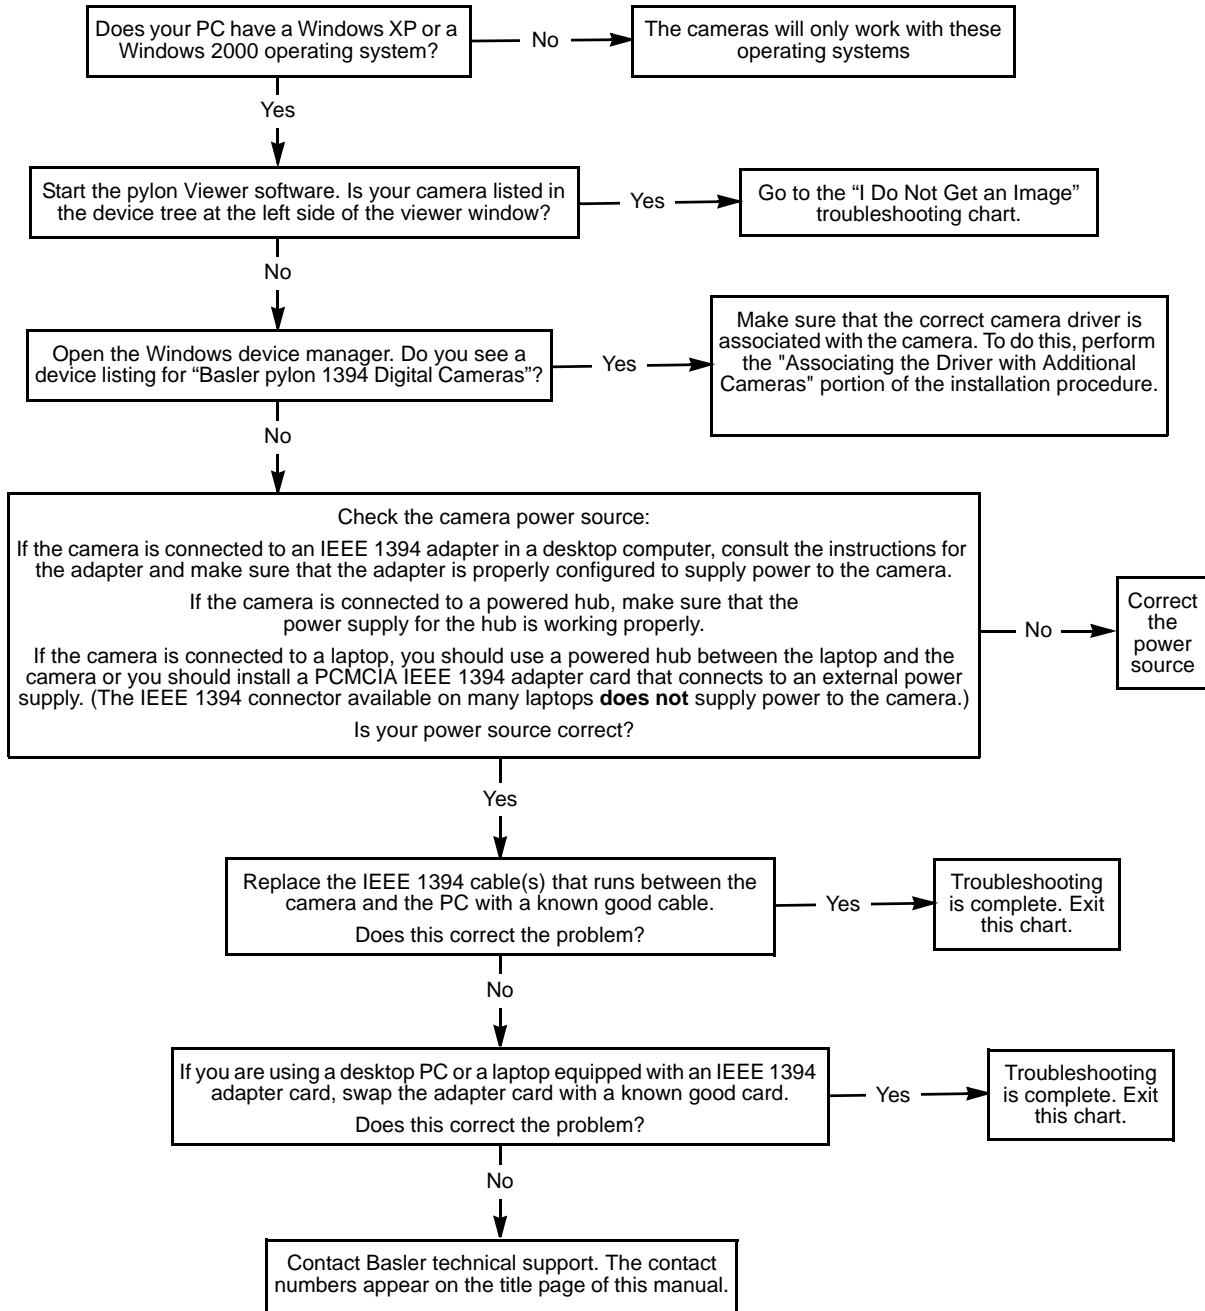 Does your PC have a Windows XP or a
Windows 2000 operating system?
No
The cameras will only work with these
operating systems
Yes
Start the pylon Viewer software. Is your camera listed in
the device tree at the left side of the viewer window?
Yes
Go to the “I Do Not Get an Image”
troubleshooting chart.
No
Open the Windows device manager. Do you see a
device listing for “Basler pylon 1394 Digital Cameras”?
Yes
Make sure that the correct camera driver is
associated with the camera. To do this, perform
the "Associating the Driver with Additional
Cameras" portion of the installation procedure.
No
Check the camera power source:
If the camera is connected to an IEEE 1394 adapter in a desktop computer, consult the instructions for
the adapter and make sure that the adapter is properly configured to supply power to the camera.
If the camera is connected to a powered hub, make sure that the
power supply for the hub is working properly.
If the camera is connected to a laptop, you should use a powered hub between the laptop and the
camera or you should install a PCMCIA IEEE 1394 adapter card that connects to an external power
supply. (The IEEE 1394 connector available on many laptops does not supply power to the camera.)
Is your power source correct?
No
Correct
the
power
source
Yes
Replace the IEEE 1394 cable(s) that runs between the
camera and the PC with a known good cable.
Does this correct the problem?
Yes
Troubleshooting
is complete. Exit
this chart.
No
If you are using a desktop PC or a laptop equipped with an IEEE 1394
adapter card, swap the adapter card with a known good card.
Does this correct the problem?
Yes
Troubleshooting
is complete. Exit
this chart.
No
Contact Basler technical support. The contact
numbers appear on the title page of this manual.